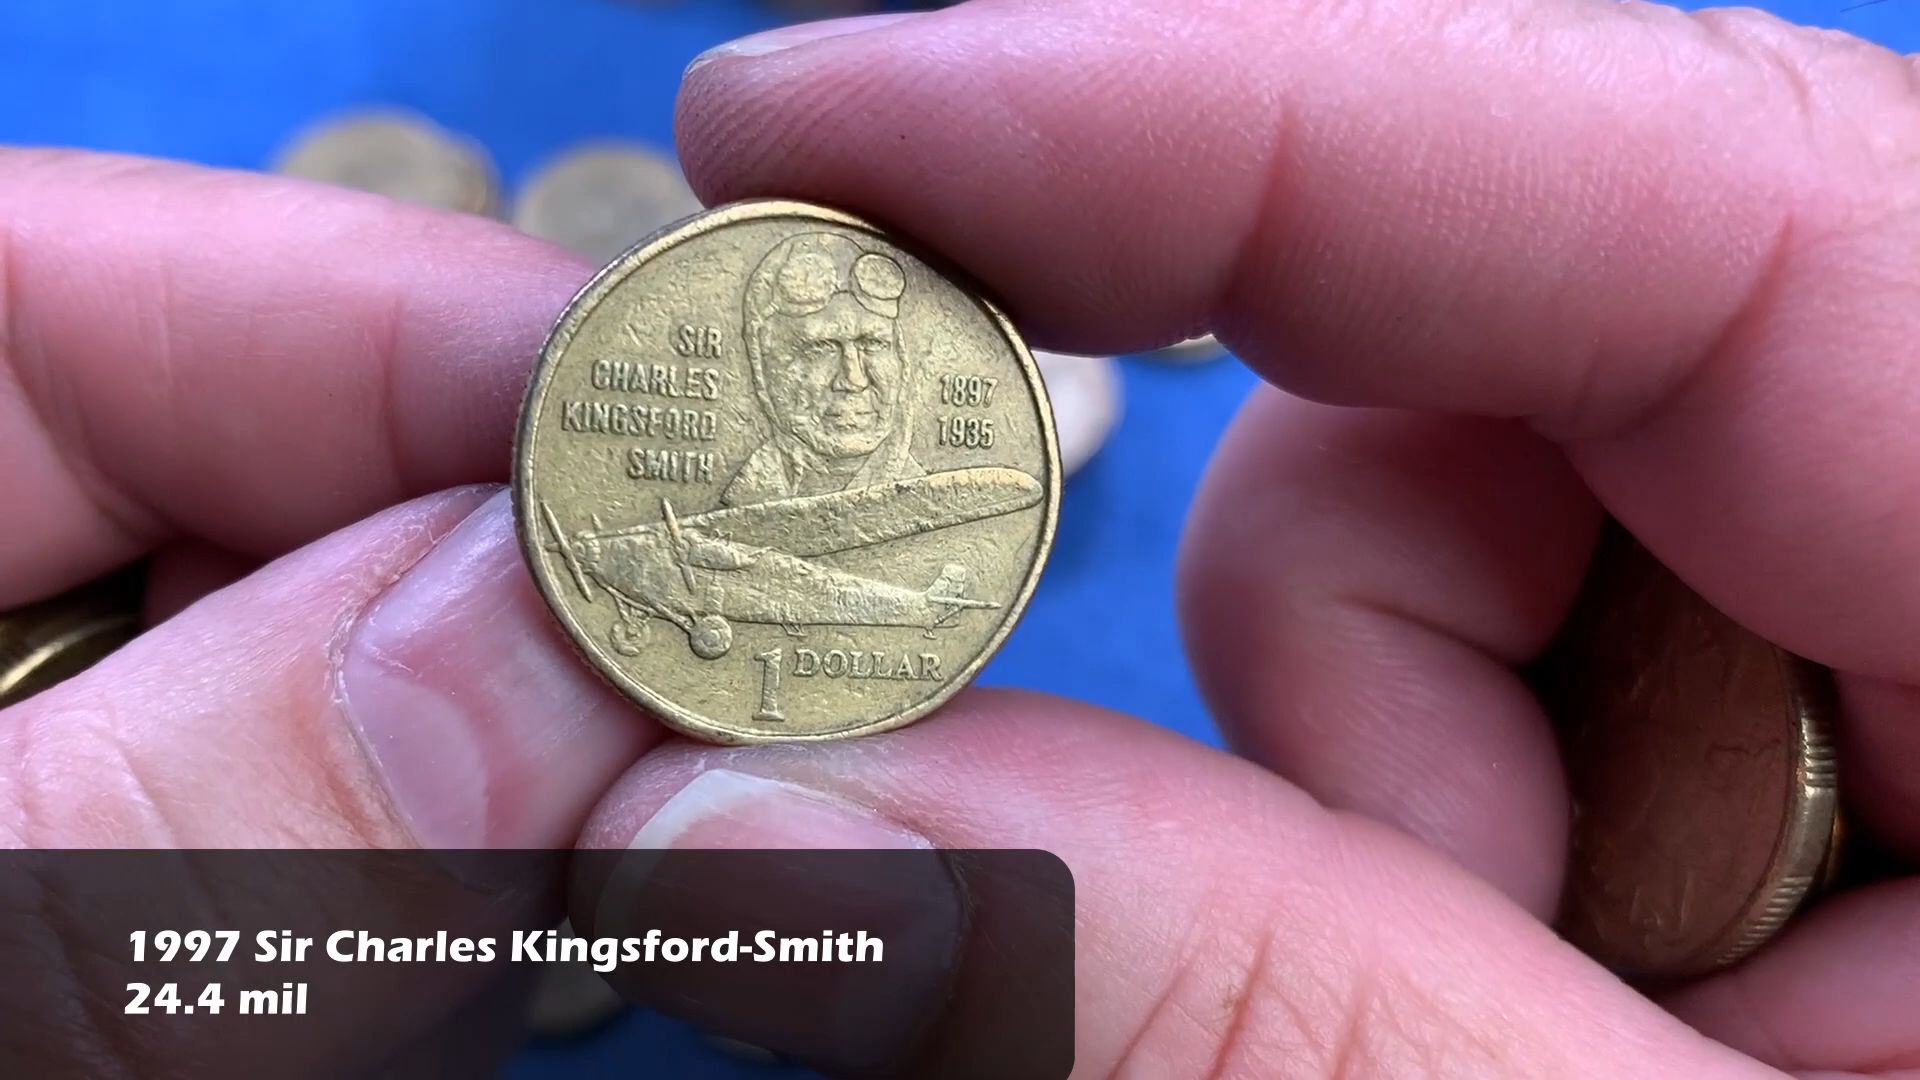 SIR
CHARLES
KINGSFORD
SMITH
1897
1935
1 DOLLAR
1997 Sir Charles Kingsford-Smith
24.4 mil